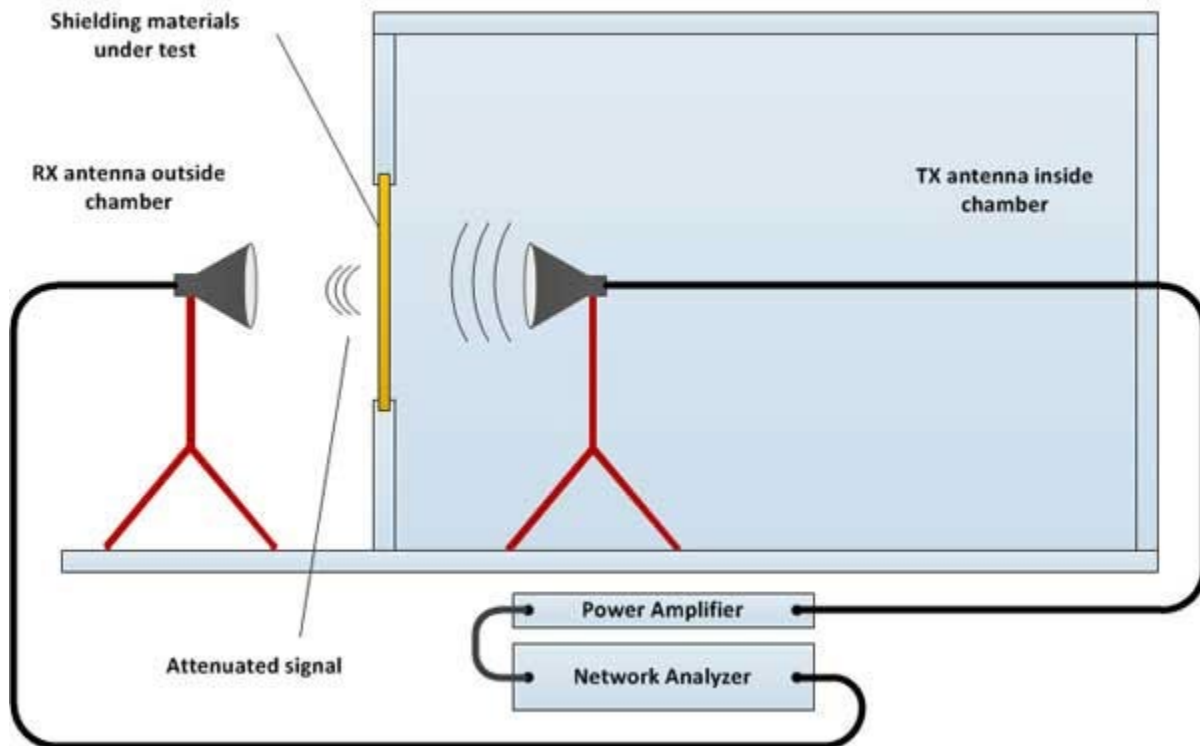 Shielding materials
under test
RX antenna outside
chamber
TX antenna inside
chamber
Attenuated signal
Power Amplifier
Network Analyzer